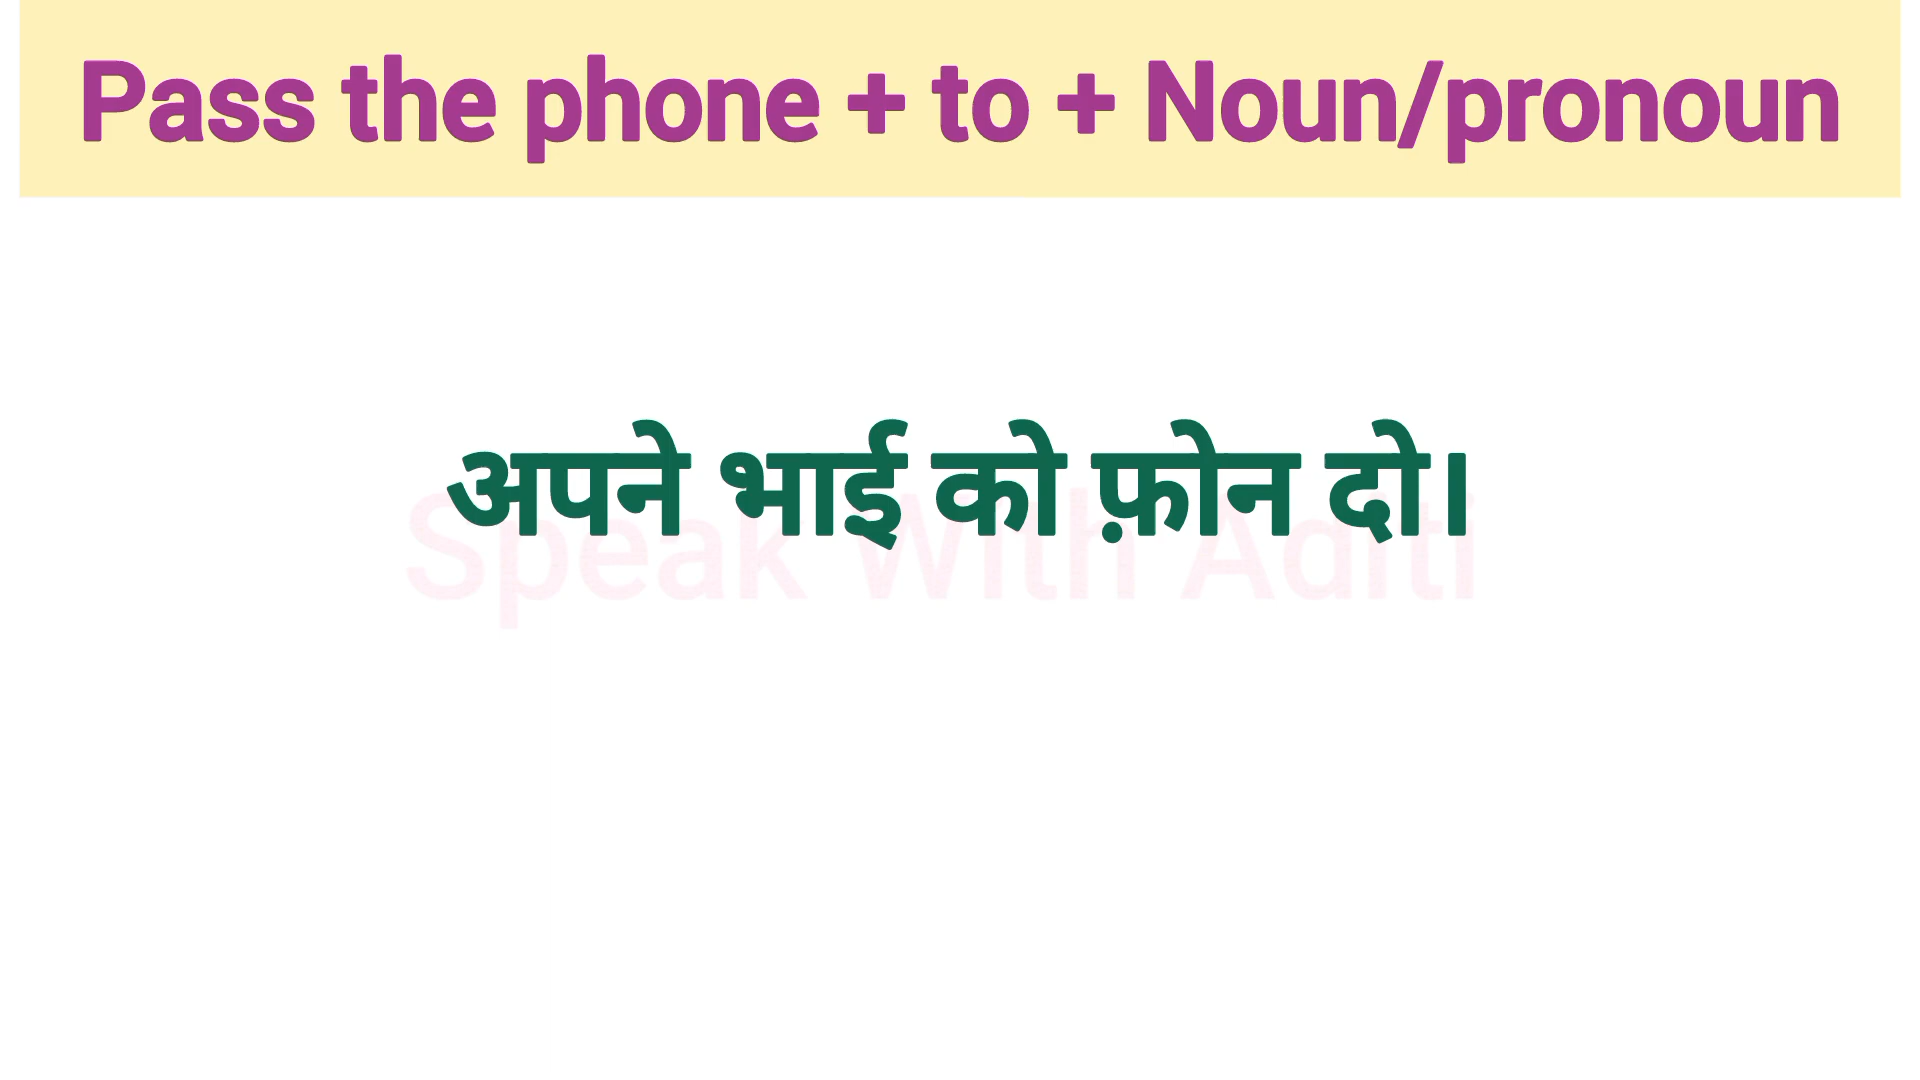 Pass the phone + to + Noun/pronoun
अपने भाई को फ़ोन दो।
Speak With Aditi